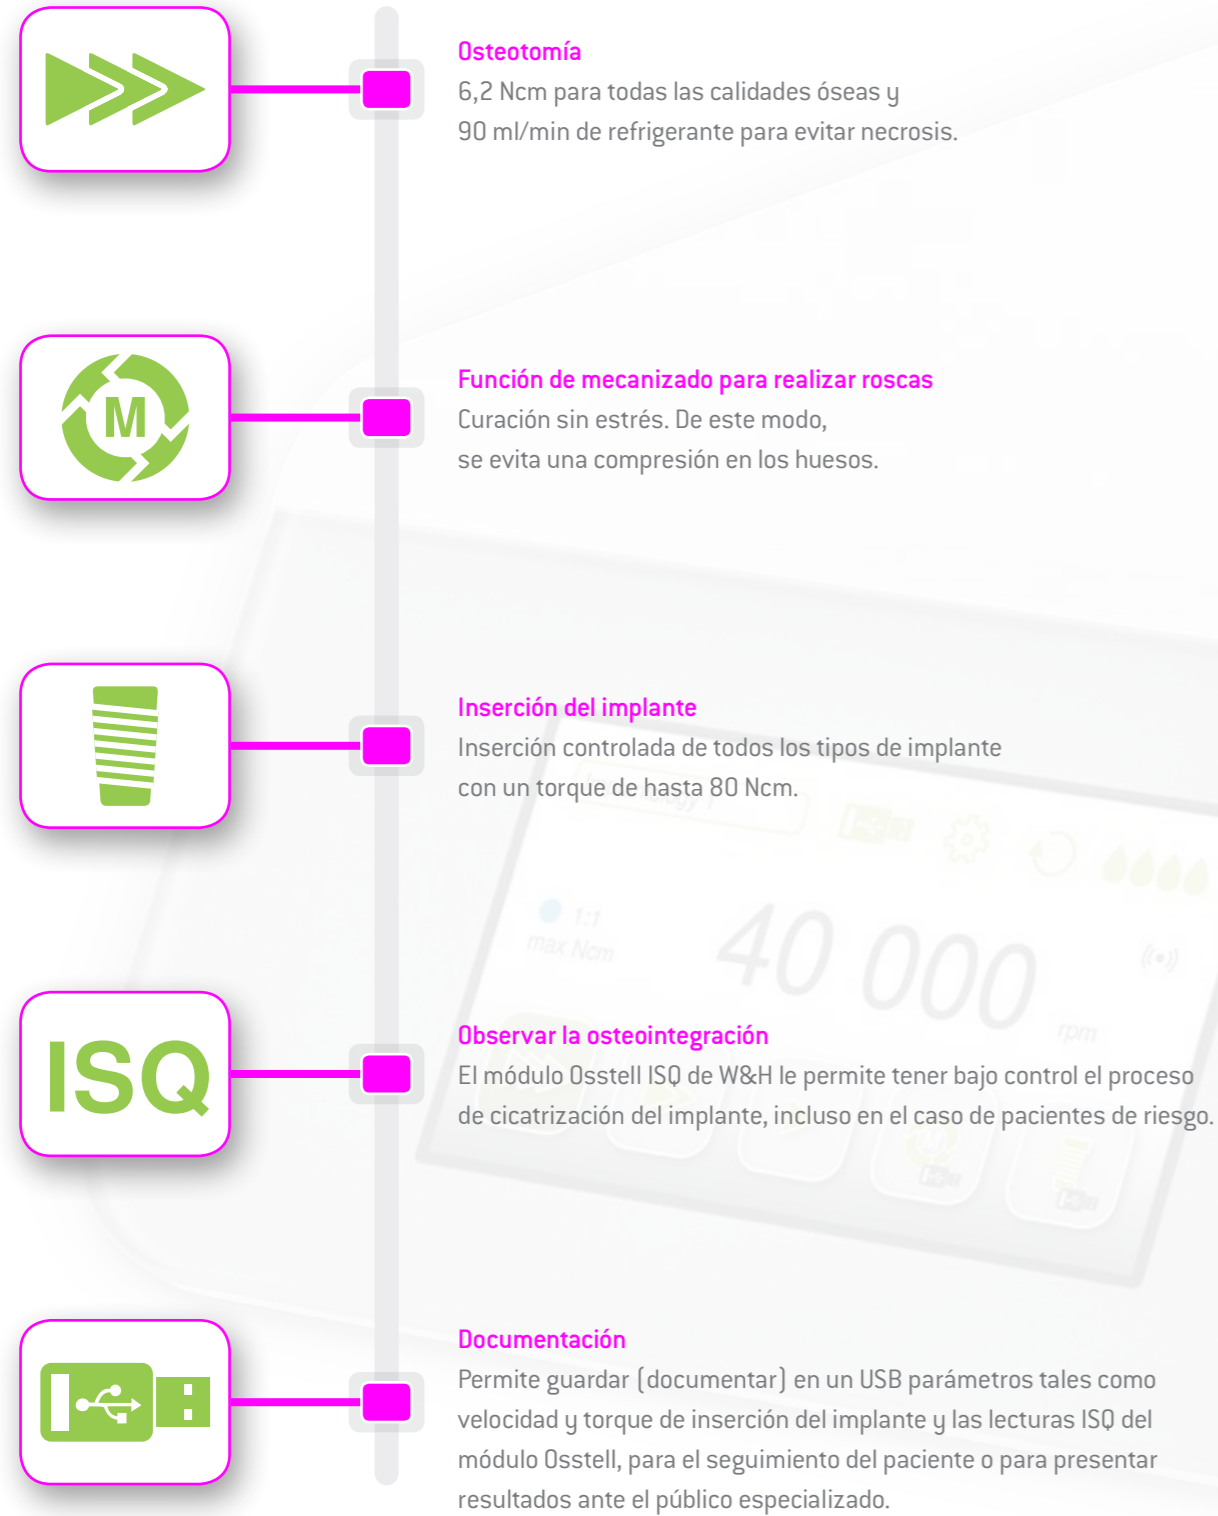 Osteotomía
6,2 Ncm para todas las calidades óseas y
90 ml/min de refrigerante para evitar necrosis.
M
Función de mecanizado para realizar roscas
Curación sin estrés. De este modo,
se evita una compresión en los huesos.
Inserción del implante
Inserción controlada de todos los tipos de implante
con un torque de hasta 80 Ncm.
1:1
max Ncm
40 000
rpm
ISQ
Observar la osteointegración
El módulo Osstell ISQ de W&H le permite tener bajo control el proceso
de cicatrización del implante, incluso en el caso de pacientes de riesgo.
M
Documentación
Permite guardar (documentar) en un USB parámetros tales como
velocidad y torque de inserción del implante y las lecturas ISQ del
módulo Osstell, para el seguimiento del paciente o para presentar
resultados ante el público especializado.